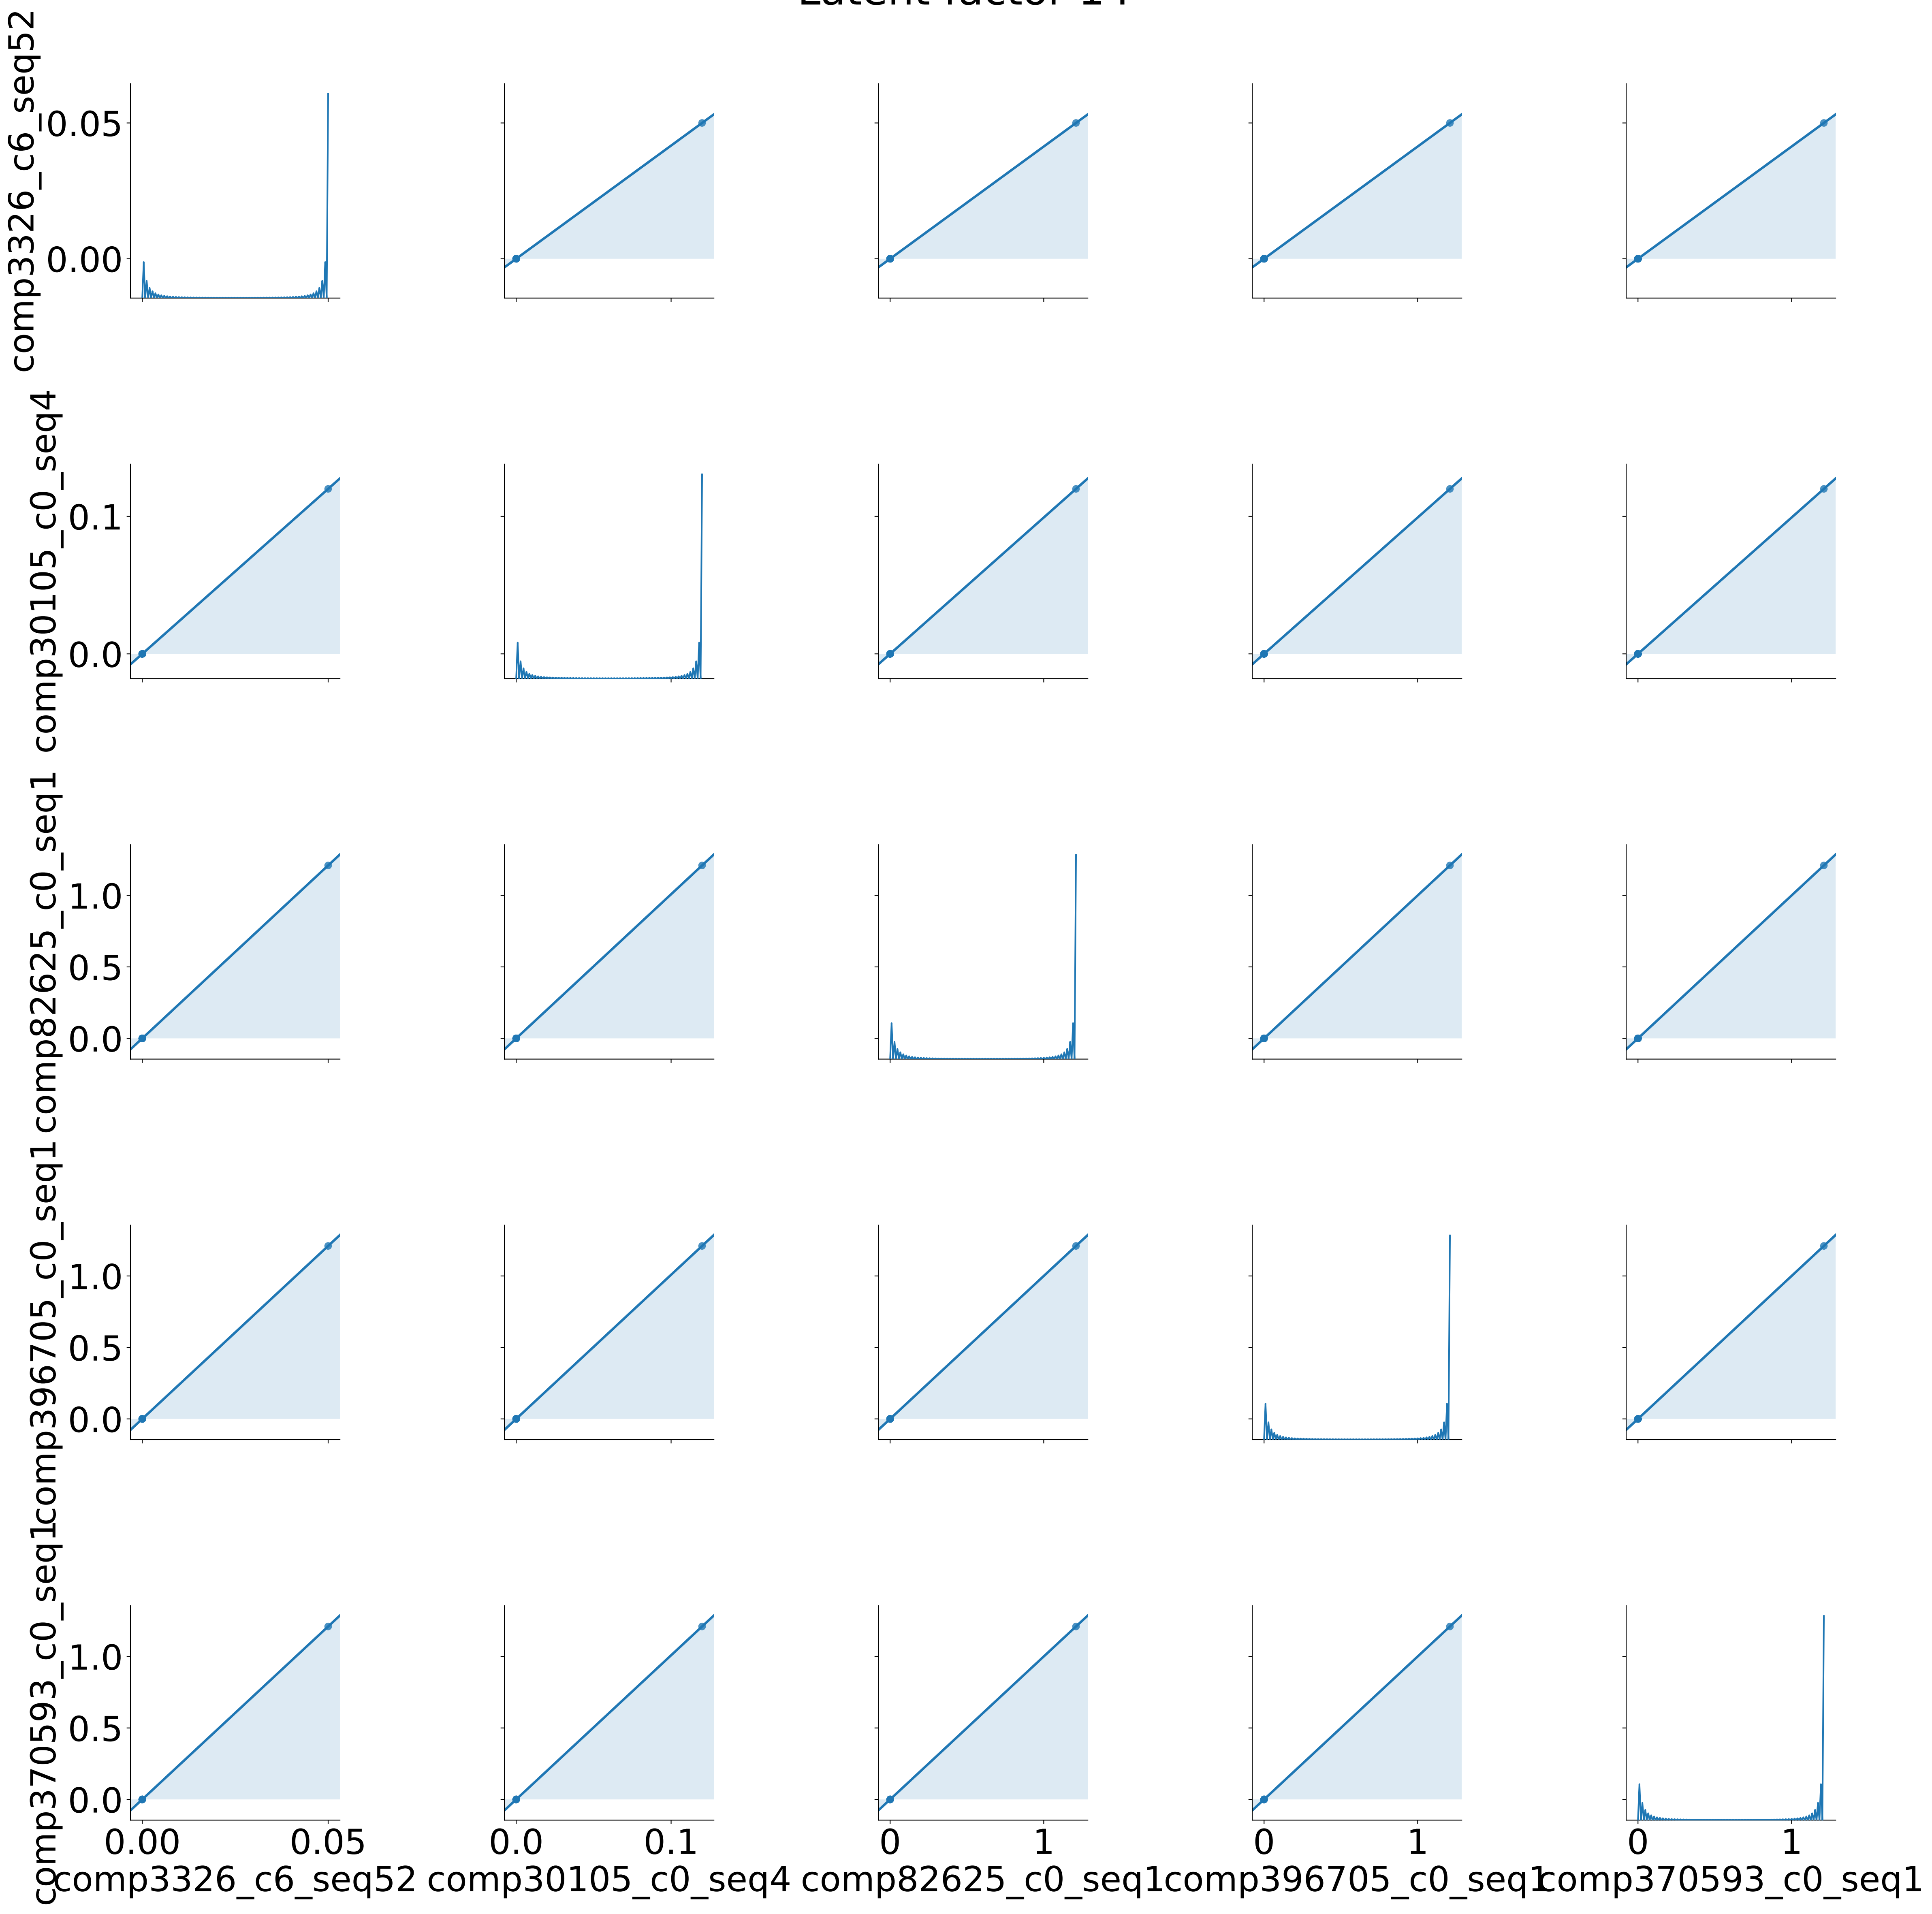 Latent factor 14
comp3326_c6_seq52
0.05
0.00
comp30105_c0_seq4
0.1
0.0
comp82625_c0_seq1
1.0
0.5
0.0
comp396705_c0_seq1
1.0
0.5
0.0
comp370593_c0_seq1
1.0
0.5
0.0
0.00 0.05 0.0 0.1 0 1 0 1 0 1
comp3326_c6_seq52 comp30105_c0_seq4 comp82625_c0_seq1 comp396705_c0_seq1 comp370593_c0_seq1